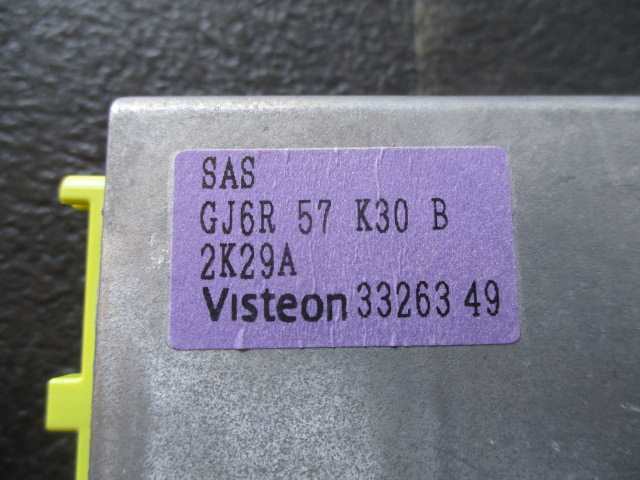 SAS
GJ6R 57 K30 B
2K29A
Visteon 33263 49